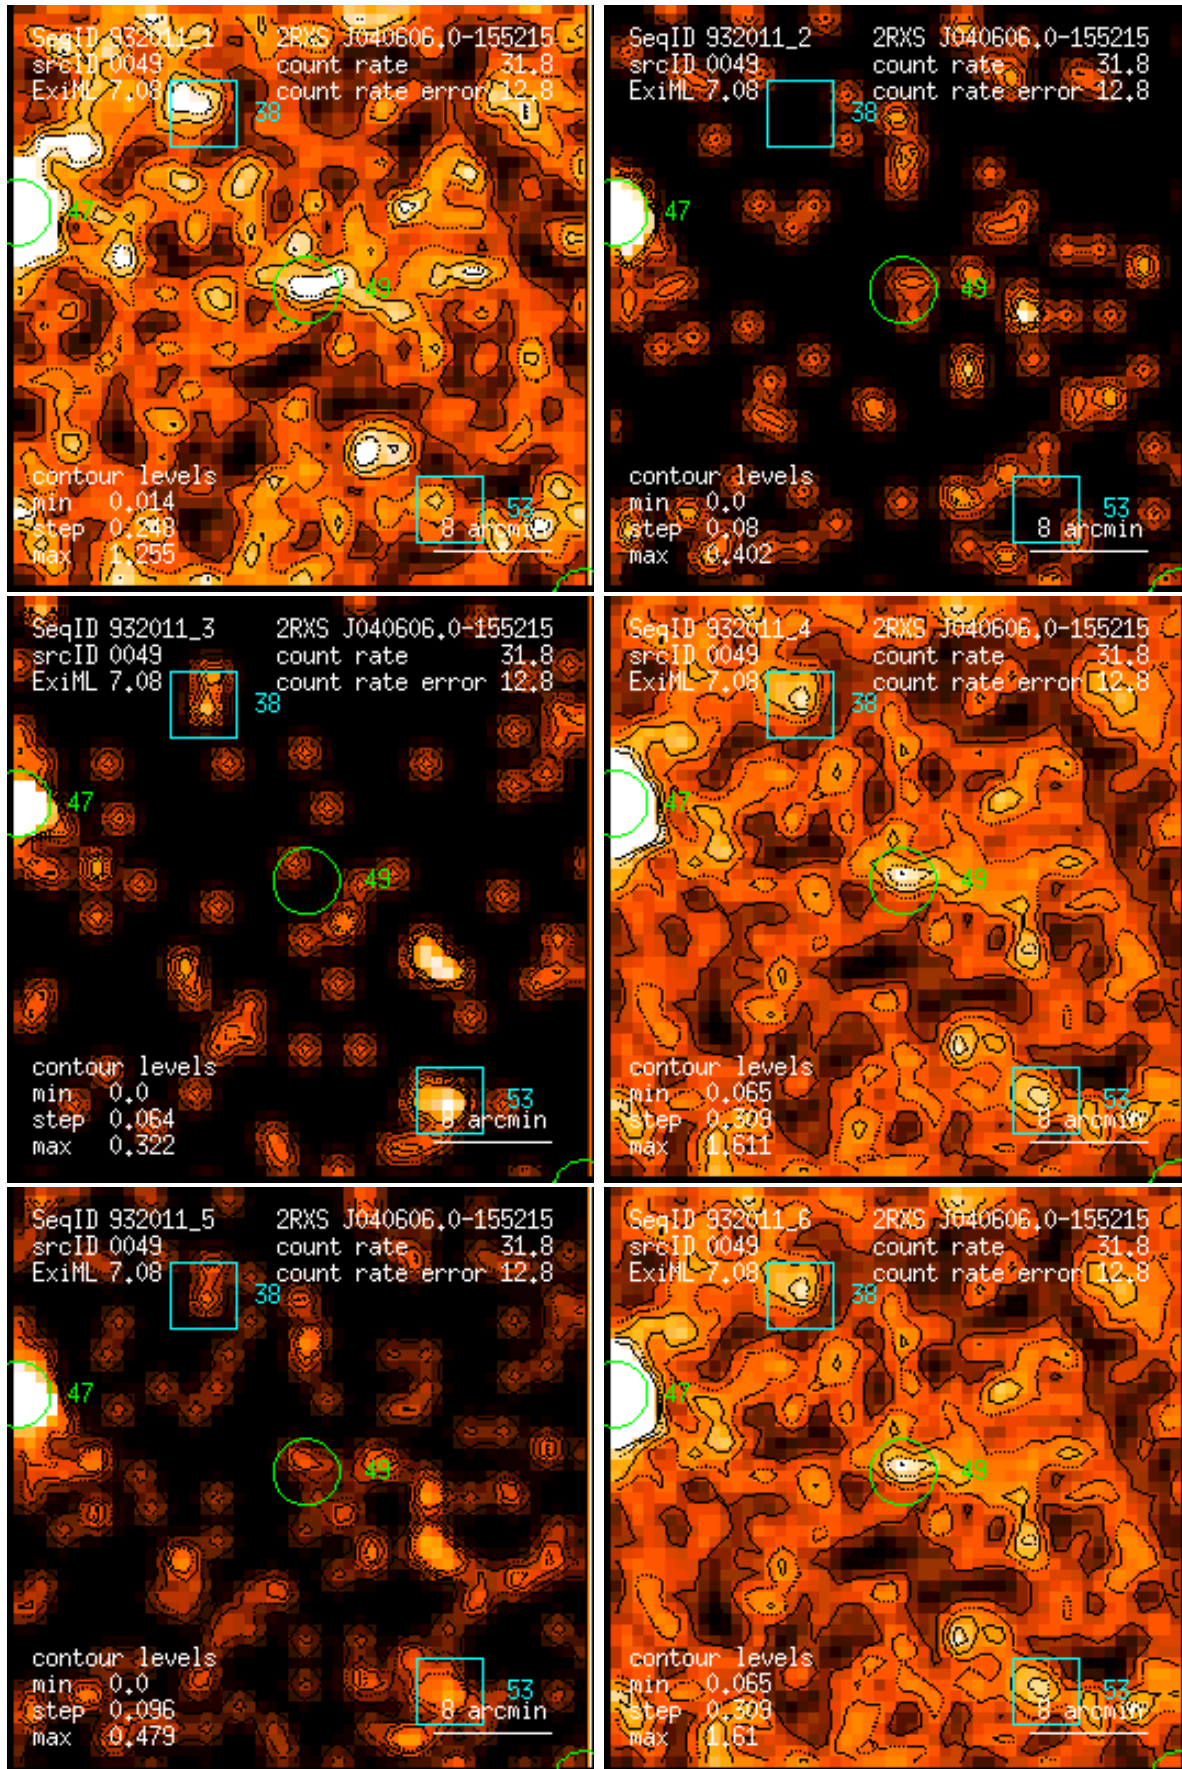 SeqID 932011_1 2RXS J040606.0-155215
srcID 0049 count rate 31.8
ExiML 7.08 count rate error 12.8
38
47
49
contour levels
min 0.014
step 0.248
max 1.255
53
8 arcmin
SeqID 932011_2 2RXS J040606.0-155215
srcID 0049 count rate 31.8
ExiML 7.08 count rate error 12.8
38
47
49
contour levels
min 0.0
step 0.08
max 0.402
53
8 arcmin
SeqID 932011_3 2RXS J040606.0-155215
srcID 0049 count rate 31.8
ExiML 7.08 count rate error 12.8
38
47
49
contour levels
min 0.0
step 0.064
max 0.322
53
8 arcmin
SeqID 932011_4 2RXS J040606.0-155215
srcID 0049 count rate 31.8
ExiML 7.08 count rate error 12.8
38
47
49
contour levels
min 0.065
step 0.309
max 1.611
53
8 arcmin
SeqID 932011_5 2RXS J040606.0-155215
srcID 0049 count rate 31.8
ExiML 7.08 count rate error 12.8
38
47
49
contour levels
min 0.0
step 0.096
max 0.479
53
8 arcmin
SeqID 932011_6 2RXS J040606.0-155215
srcID 0049 count rate 31.8
ExiML 7.08 count rate error 12.8
38
47
49
contour levels
min 0.065
step 0.309
max 1.61
53
8 arcmin